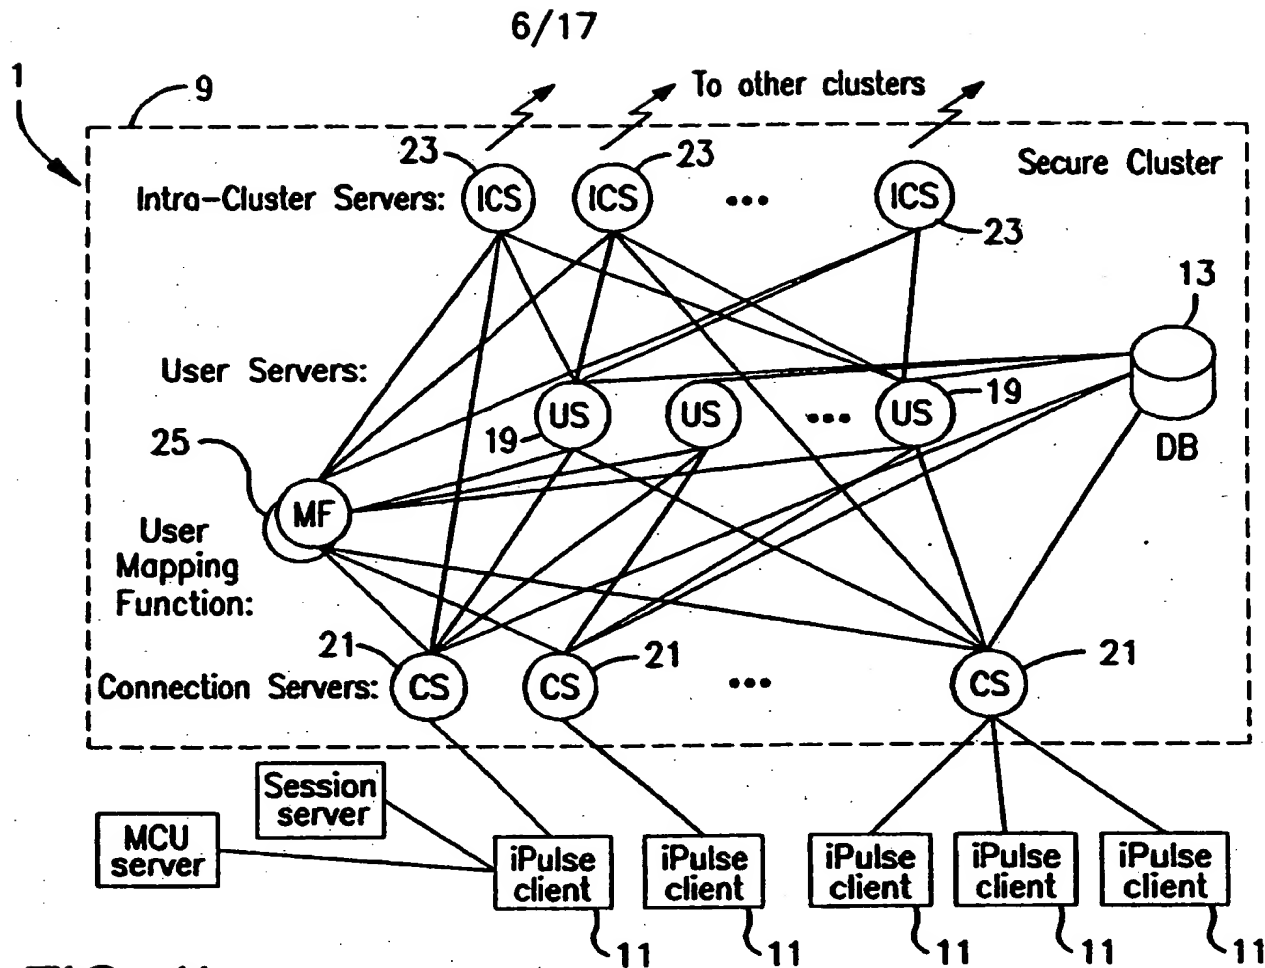 6/17
1
9
To other clusters
23
23
Secure Cluster
Intra-Cluster Servers:
ICS
ICS
...
ICS
23
13
User Servers:
US
US
...
US
19
19
DB
25
MF
User
Mapping
Function:
21
21
21
Connection Servers:
CS
CS
...
CS
Session
server
MCU
server
iPulse
client
iPulse
client
iPulse
client
iPulse
client
iPulse
client
11
11
11
11
11